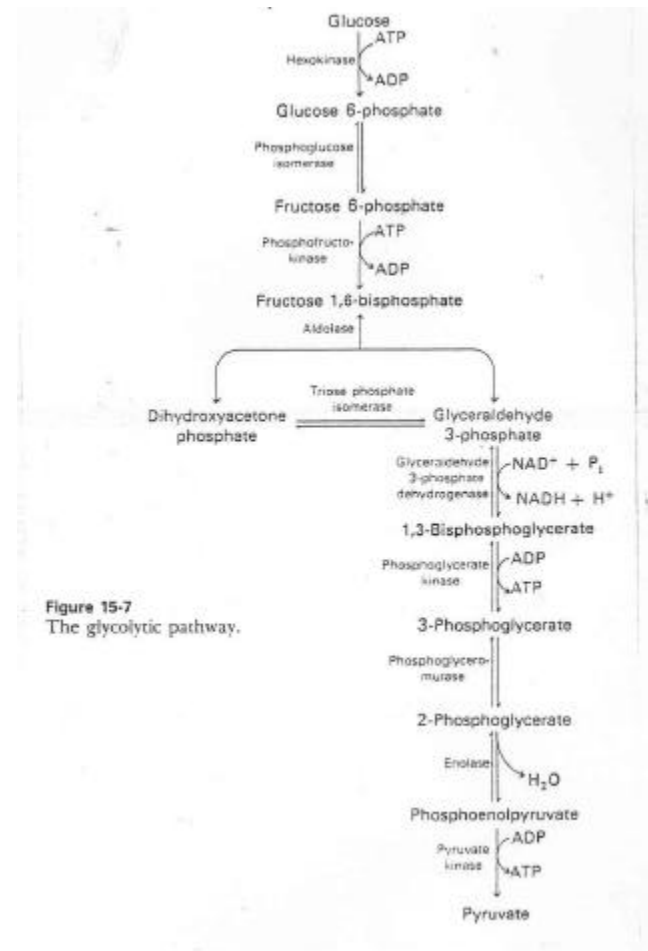 Glucose
ATP
Hexokinase
ADP
Glucose 6-phosphate
Phosphoglucose
isomerase
Fructose 6-phosphate
ATP
Phosphofructo-
kinase
ADP
Fructose 1,6-bisphosphate
Aldolase
Triose phosphate
isomerase
Dihydroxyacetone
phosphate
Glyceraldehyde
3-phosphate
Glyceraldehyde
3-phosphate
dehydrogenase
NAD⁺ + Pᵢ
NADH + H⁺
1,3-Bisphosphoglycerate
Phosphoglycerate
kinase
ADP
ATP
Figure 15-7
The glycolytic pathway.
3-Phosphoglycerate
Phosphoglycero-
murase
2-Phosphoglycerate
Enolase
H₂O
Phosphoenolpyruvate
Pyruvate
kinase
ADP
ATP
Pyruvate